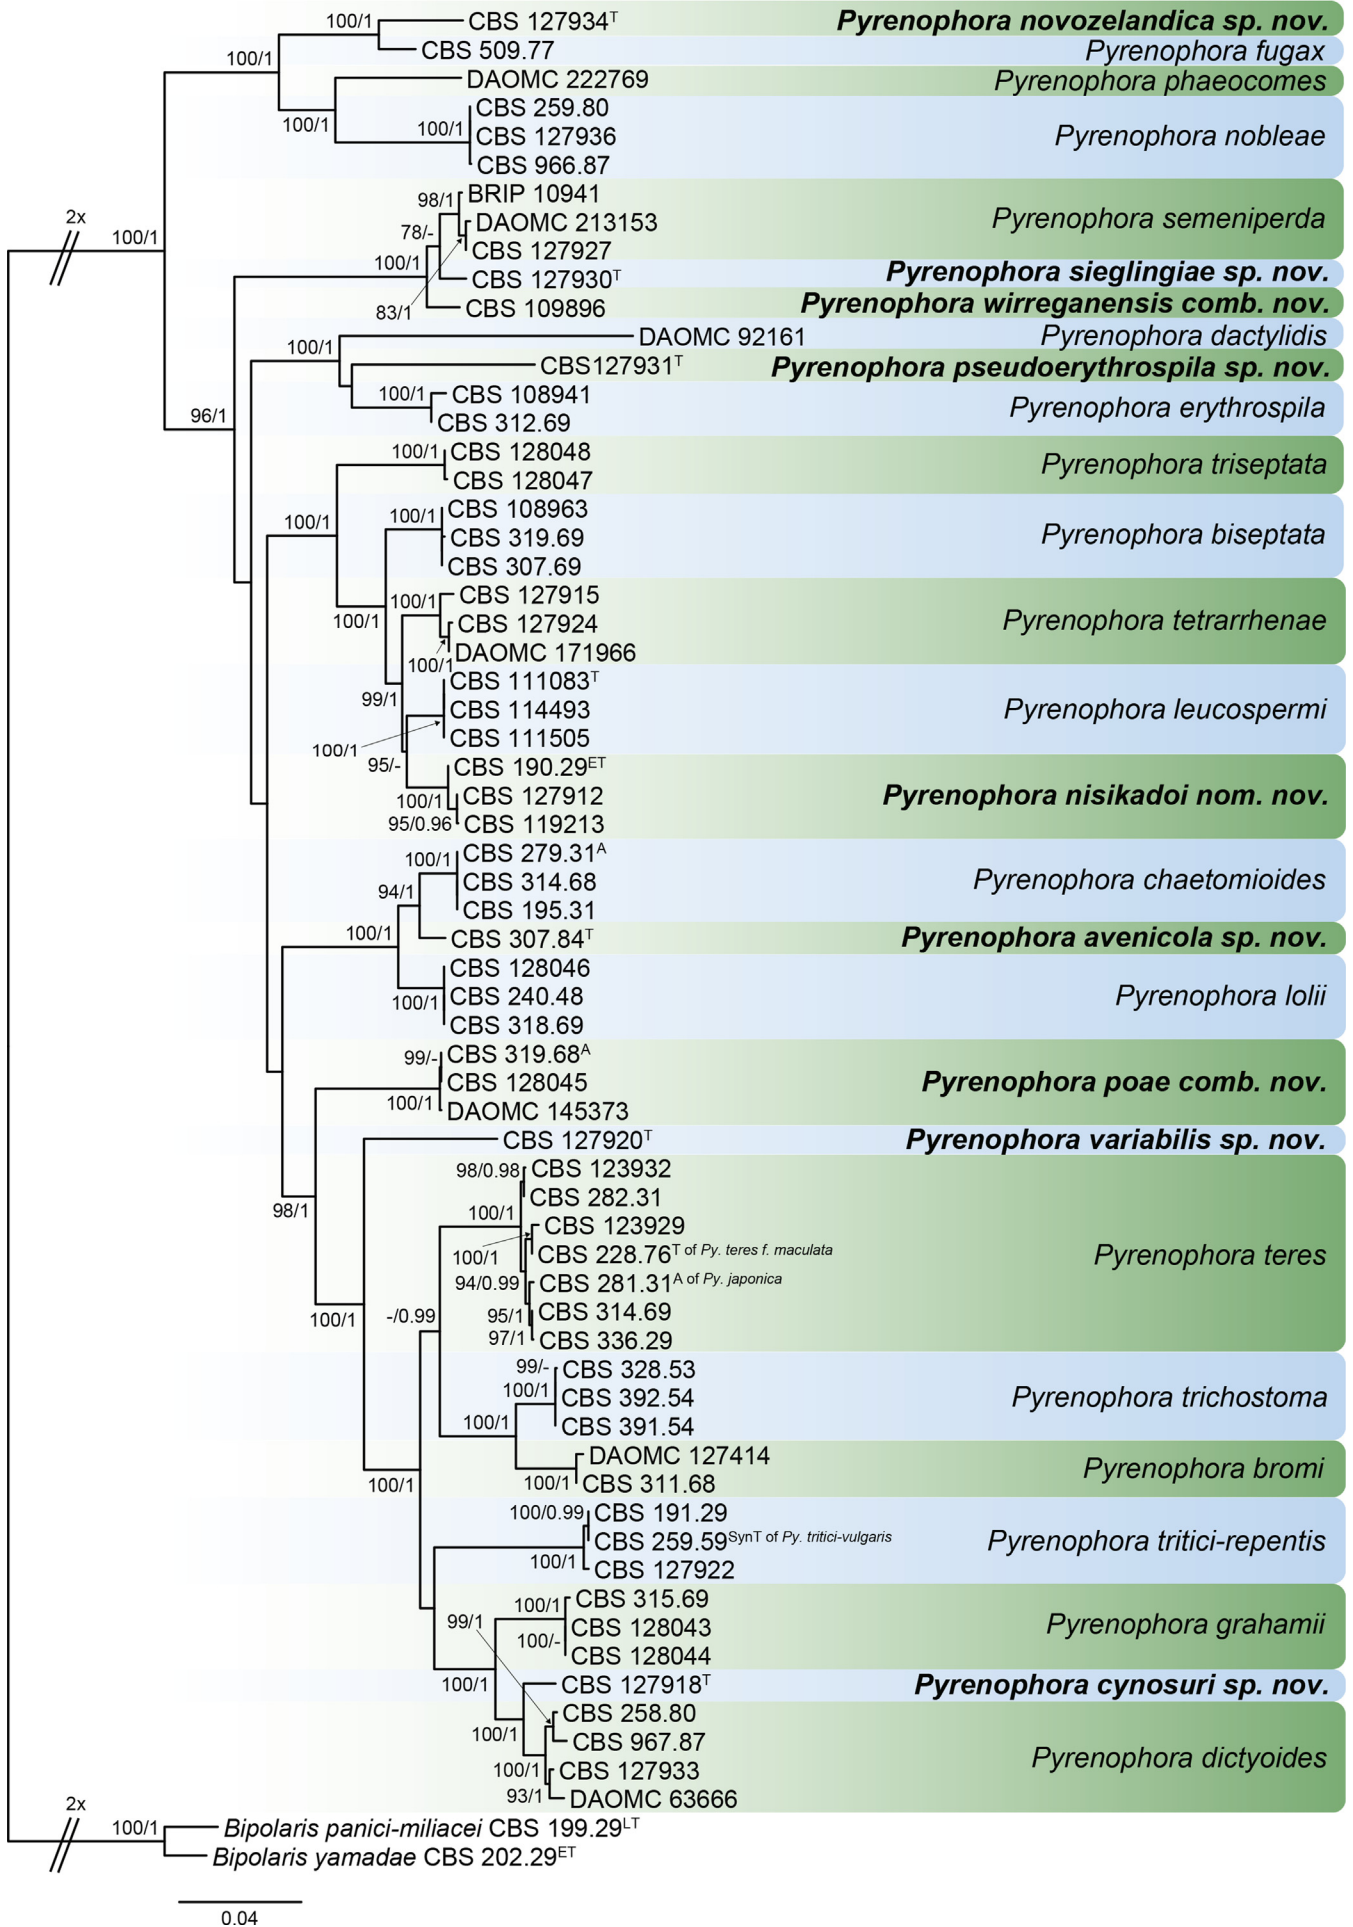 100/1 CBS 127934T Pyrenophora novozelandica sp. nov.
CBS 509.77 Pyrenophora fugax
100/1
DAOMC 222769 Pyrenophora phaeocomes
CBS 259.80
100/1 100/1 CBS 127936 Pyrenophora nobleae
CBS 966.87
98/1 BRIP 10941
2x DAOMC 213153 Pyrenophora semeniperda
78/-
100/1 CBS 127927
100/1 CBS 127930T Pyrenophora sieglingiae sp. nov.
83/1 CBS 109896 Pyrenophora wirreganensis comb. nov.
DAOMC 92161 Pyrenophora dactylidis
100/1
CBS127931T Pyrenophora pseudoerythrospila sp. nov.
100/1 CBS 108941
96/1 Pyrenophora erythrospila
CBS 312.69
100/1 CBS 128048
Pyrenophora triseptata
CBS 128047
CBS 108963
100/1 100/1
CBS 319.69 Pyrenophora biseptata
CBS 307.69
100/1 CBS 127915
100/1 CBS 127924 Pyrenophora tetrarrhenae
100/1 DAOMC 171966
CBS 111083T
99/1
CBS 114493 Pyrenophora leucospermi
100/1 CBS 111505
95/- CBS 190.29ET
100/1 CBS 127912 Pyrenophora nisikadoi nom. nov.
95/0.96 CBS 119213
100/1 CBS 279.31A
94/1 CBS 314.68 Pyrenophora chaetomioides
CBS 195.31
100/1 CBS 307.84T Pyrenophora avenicola sp. nov.
CBS 128046
100/1 CBS 240.48 Pyrenophora lolii
CBS 318.69
99/- CBS 319.68A
CBS 128045 Pyrenophora poae comb. nov.
100/1 DAOMC 145373
CBS 127920T Pyrenophora variabilis sp. nov.
98/0.98 CBS 123932
CBS 282.31
98/1 100/1
CBS 123929
100/1 CBS 228.76T of Py. teres f. maculata Pyrenophora teres
94/0.99 CBS 281.31A of Py. japonica
100/1 -/0.99 95/1 CBS 314.69
97/1 CBS 336.29
99/- CBS 328.53
100/1 CBS 392.54 Pyrenophora trichostoma
100/1 CBS 391.54
DAOMC 127414
Pyrenophora bromi
100/1 100/1 CBS 311.68
100/0.99 CBS 191.29
CBS 259.59SynT of Py. tritici-vulgaris Pyrenophora tritici-repentis
100/1 CBS 127922
100/1 CBS 315.69
99/1 CBS 128043 Pyrenophora grahamii
100/- CBS 128044
100/1 CBS 127918T Pyrenophora cynosuri sp. nov.
CBS 258.80
100/1 CBS 967.87
Pyrenophora dictyoides
100/1 CBS 127933
93/1 DAOMC 63666
2x
100/1 Bipolaris panici-miliacei CBS 199.29LT
Bipolaris yamadae CBS 202.29ET
0.04